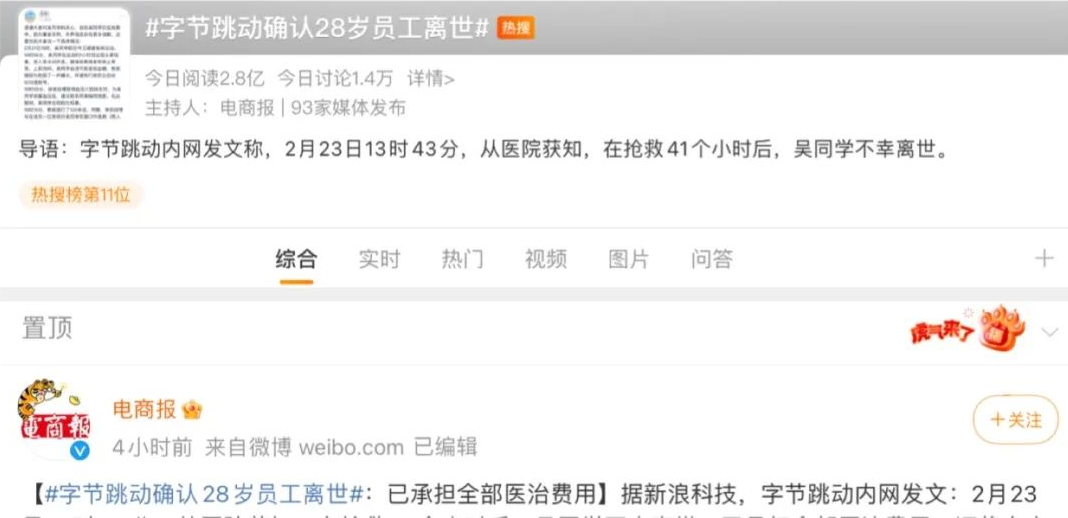 #字节跳动确认28岁员工离世# 热搜
今日阅读2.8亿 今日讨论1.4万 详情>
主持人：电商报 | 93家媒体发布
导语：字节跳动内网发文称，2月23日13时43分，从医院获知，在抢救41个小时后，吴同学不幸离世。
热搜榜第11位
综合 实时 热门 视频 图片 问答
置顶
虎气来了
電商報
电商报
+关注
4小时前 来自微博 weibo.com 已编辑
【#字节跳动确认28岁员工离世#：已承担全部医治费用】据新浪科技，字节跳动内网发文：2月23